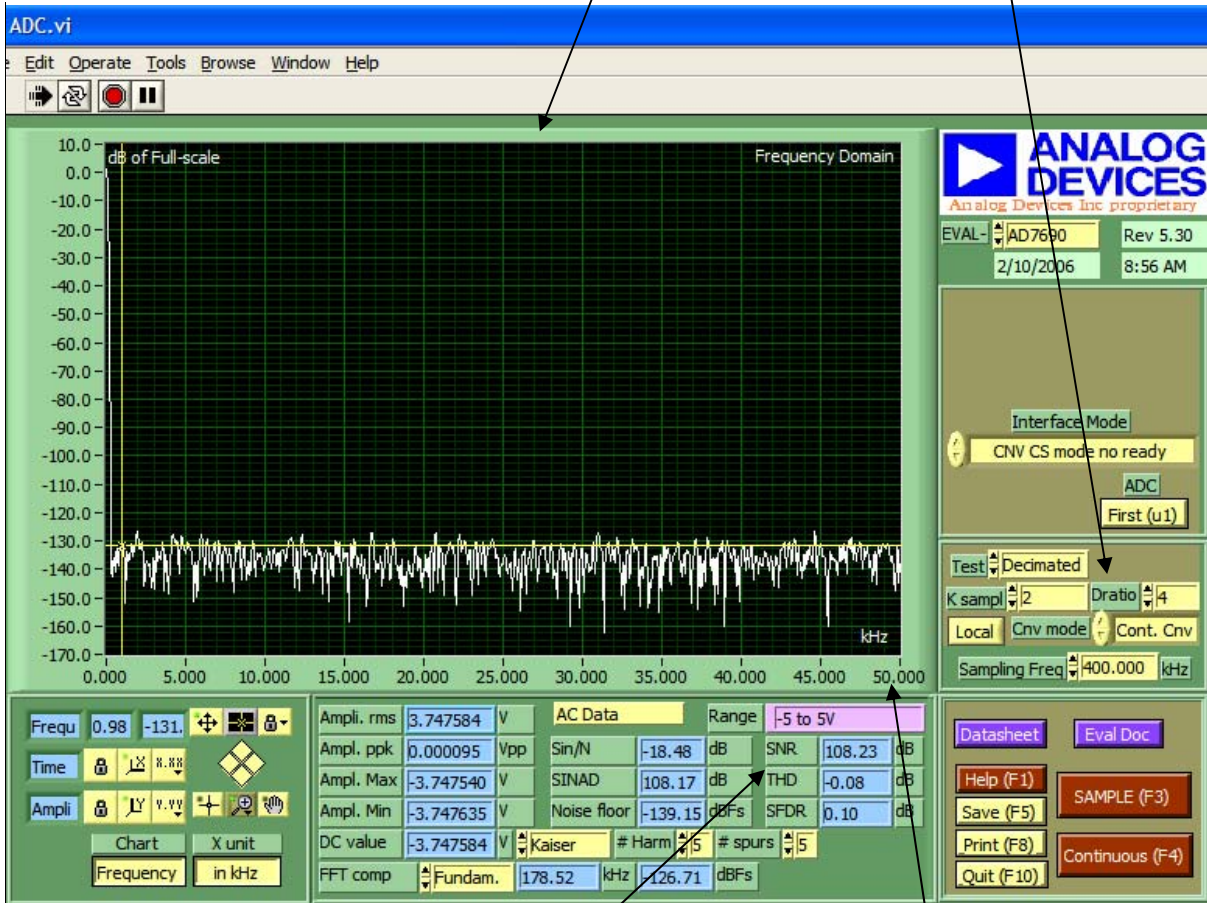 ADC.vi
Edit Operate Tools Browse Window Help
dB of Full-scale
Frequency Domain
10.0
0.0
-10.0
-20.0
-30.0
-40.0
-50.0
-60.0
-70.0
-80.0
-90.0
-100.0
-110.0
-120.0
-130.0
-140.0
-150.0
-160.0
-170.0
kHz
0.000 5.000 10.000 15.000 20.000 25.000 30.000 35.000 40.000 45.000 50.000
ANALOG
DEVICES
Analog Devices Inc proprietary
EVAL- AD7690 Rev 5.30
2/10/2006 8:56 AM
Interface Mode
CNV CS mode no ready
ADC
First (u1)
Test Decimated
K sampl 2 Dratio 4
Local Cnv mode Cont. Cnv
Sampling Freq 400.000 kHz
Frequ 0.98 -131.
Time
Ampli
Chart X unit
Frequency in kHz
Ampli. rms 3.747584 V AC Data Range -5 to 5V
Ampl. ppk 0.000095 Vpp Sin/N -18.48 dB SNR 108.23 dB
Ampl. Max -3.747540 V SINAD 108.17 dB THD -0.08 dB
Ampl. Min -3.747635 V Noise floor -139.15 dBFs SFDR 0.10 dB
DC value -3.747584 V Kaiser # Harm 5 # spurs 5
FFT comp Fundam. 178.52 kHz -126.71 dBFs
Datasheet Eval Doc
Help (F1)
SAMPLE (F3)
Save (F5)
Print (F8)
Continuous (F4)
Quit (F10)